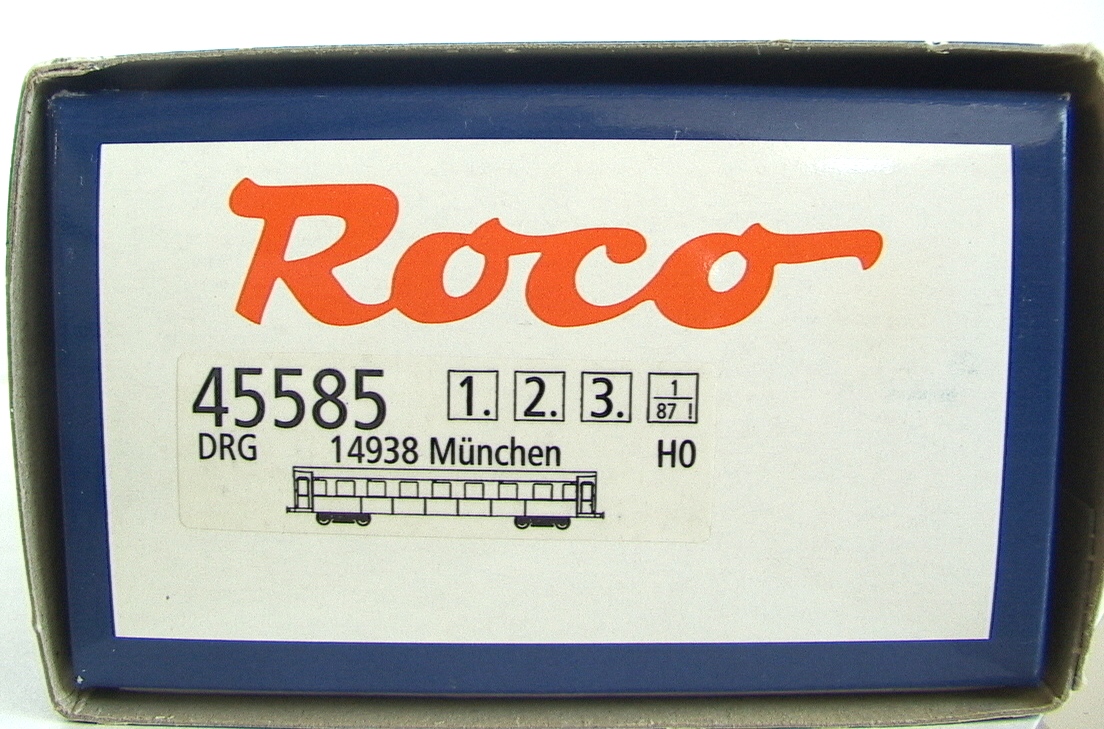 Roco
45585 1. 2. 3. 1/87 !
DRG 14938 München H0